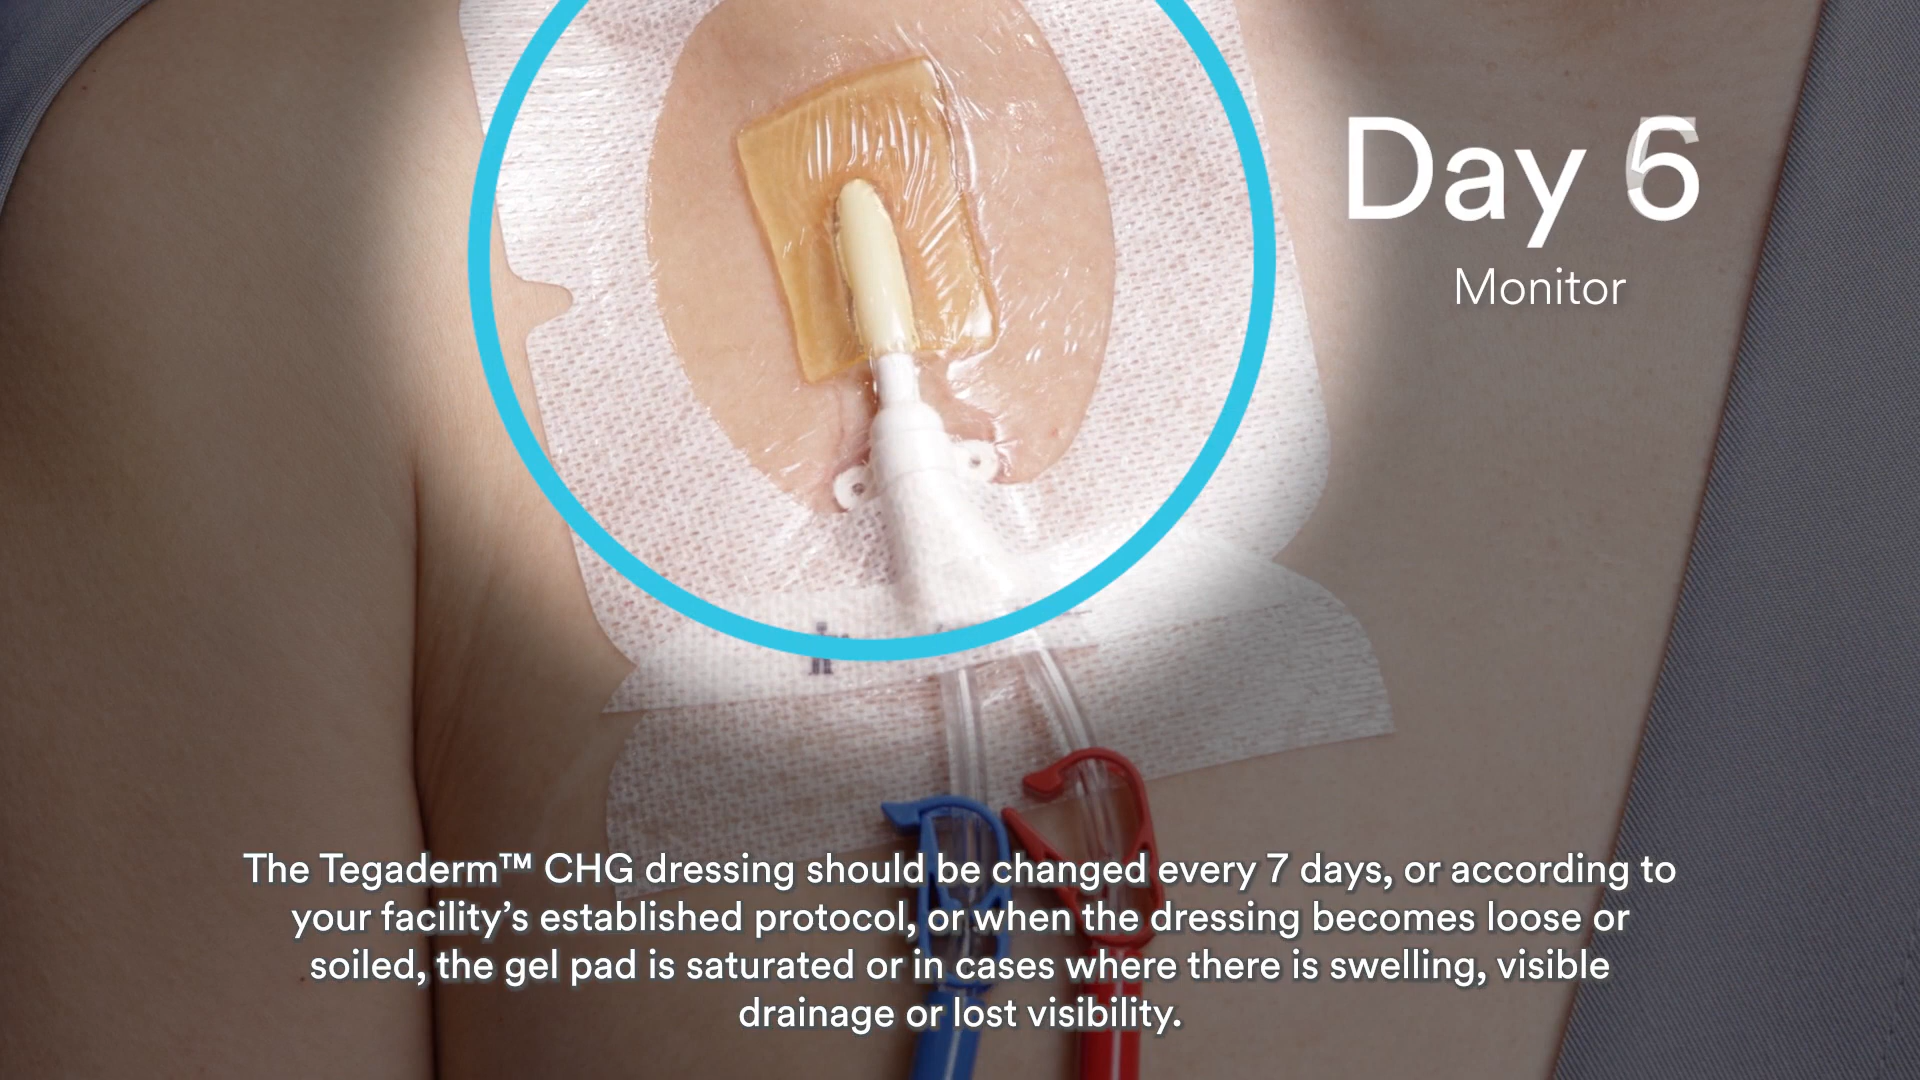 Day 6
Monitor
The Tegaderm™ CHG dressing should be changed every 7 days, or according to
your facility's established protocol, or when the dressing becomes loose or
soiled, the gel pad is saturated or in cases where there is swelling, visible
drainage or lost visibility.